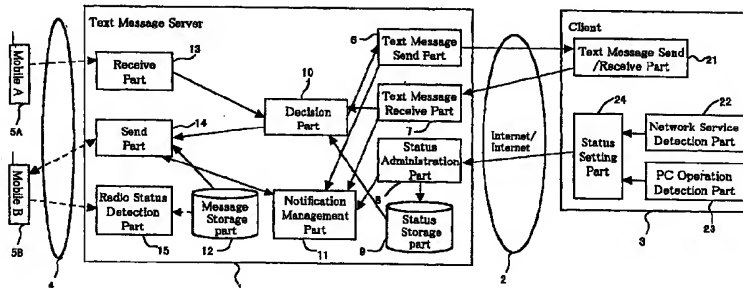 Text Message Server
Client
Mobile A
5A
Mobile B
5B
4
Receive
Part
13
Send
Part
14
Radio Status
Detection
Part
15
Decision
Part
10
Message
Storage
part
12
Notification
Management
Part
11
6
Text Message
Send Part
Text Message
Receive Part
7
Status
Administration
Part
8
Status
Storage
part
9
1
Internet/
Internet
2
Text Message Send
/Receive Part
21
24
Status
Setting
Part
22
Network Service
Detection Part
PC Operation
Detection Part
23
3